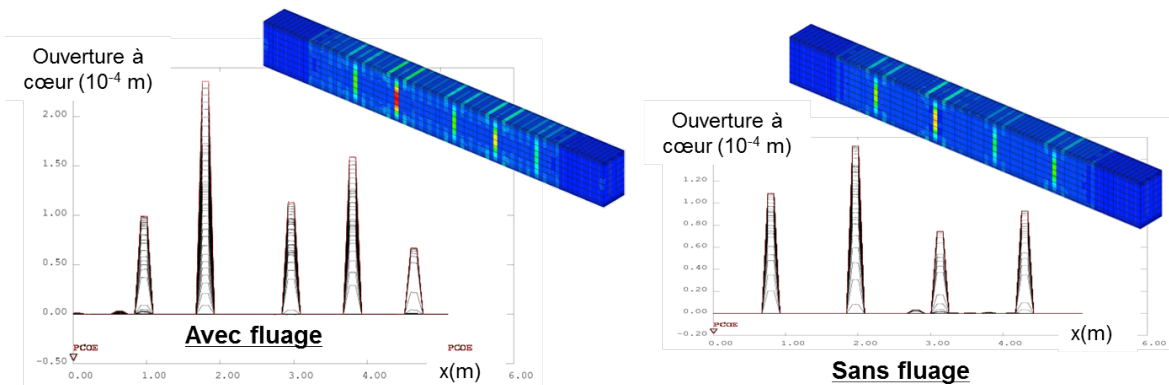 Ouverture à
cœur (10-4 m)
2.00
1.50
1.00
0.50
0.00
-0.50
PCOE
PCOE
0.00
1.00
2.00
3.00
4.00
x(m)
6.00
Avec fluage
Ouverture à
cœur (10-4 m)
1.20
1.00
0.80
0.60
0.40
0.20
0.00
-0.20
PCOE
1.00
2.00
3.00
4.00
x(m)
6.00
Sans fluage